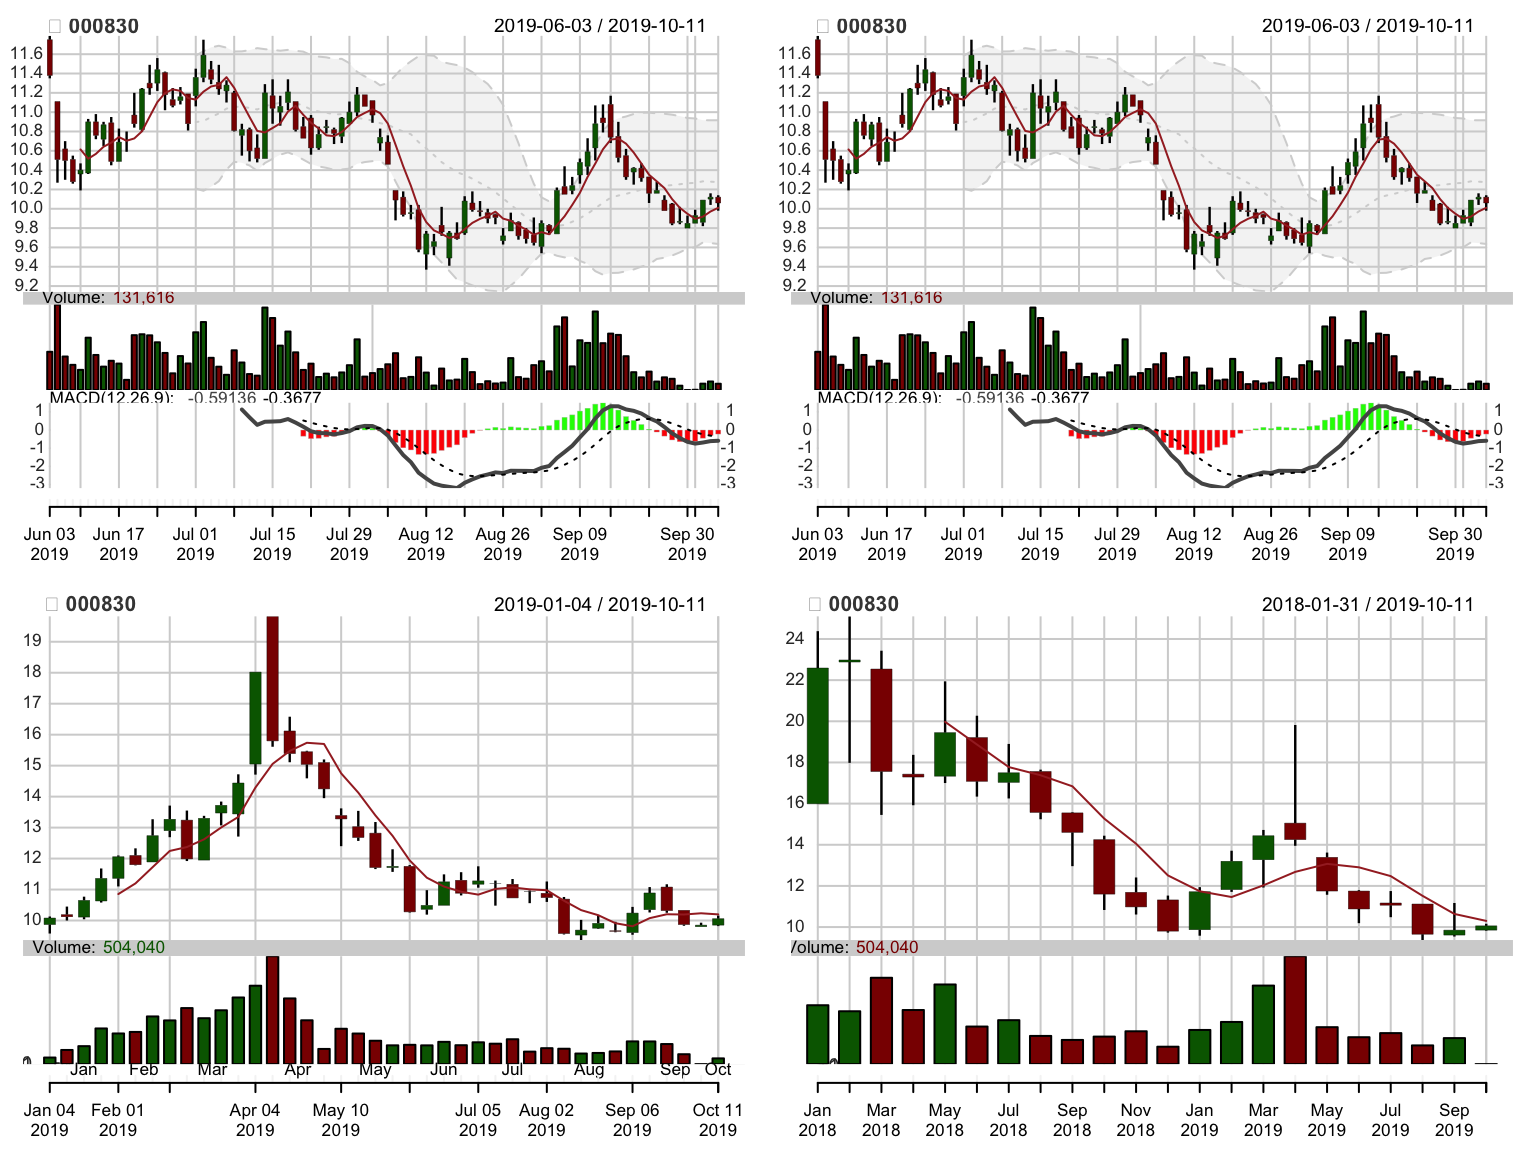 □ 000830 2019-06-03 / 2019-10-11
11.6
11.4
11.2
11.0
10.8
10.6
10.4
10.2
10.0
9.8
9.6
9.4
9.2
Volume: 131,616
MACD(12,26,9): -0.59136 -0.3677
1 1
0 0
-1 -1
-2 -2
-3 -3
Jun 03 Jun 17 Jul 01 Jul 15 Jul 29 Aug 12 Aug 26 Sep 09 Sep 30
2019 2019 2019 2019 2019 2019 2019 2019 2019
□ 000830 2019-06-03 / 2019-10-11
11.6
11.4
11.2
11.0
10.8
10.6
10.4
10.2
10.0
9.8
9.6
9.4
9.2
Volume: 131,616
MACD(12,26,9): -0.59136 -0.3677
1 1
0 0
-1 -1
-2 -2
-3 -3
Jun 03 Jun 17 Jul 01 Jul 15 Jul 29 Aug 12 Aug 26 Sep 09 Sep 30
2019 2019 2019 2019 2019 2019 2019 2019 2019
□ 000830 2019-01-04 / 2019-10-11
19
18
17
16
15
14
13
12
11
10
Volume: 504,040
Jan Feb Mar Apr May Jun Jul Aug Sep Oct
Jan 04 Feb 01 Apr 04 May 10 Jul 05 Aug 02 Sep 06 Oct 11
2019 2019 2019 2019 2019 2019 2019 2019
□ 000830 2018-01-31 / 2019-10-11
24
22
20
18
16
14
12
10
/olume: 504,040
Jan Mar May Jul Sep Nov Jan Mar May Jul Sep
2018 2018 2018 2018 2018 2018 2019 2019 2019 2019 2019